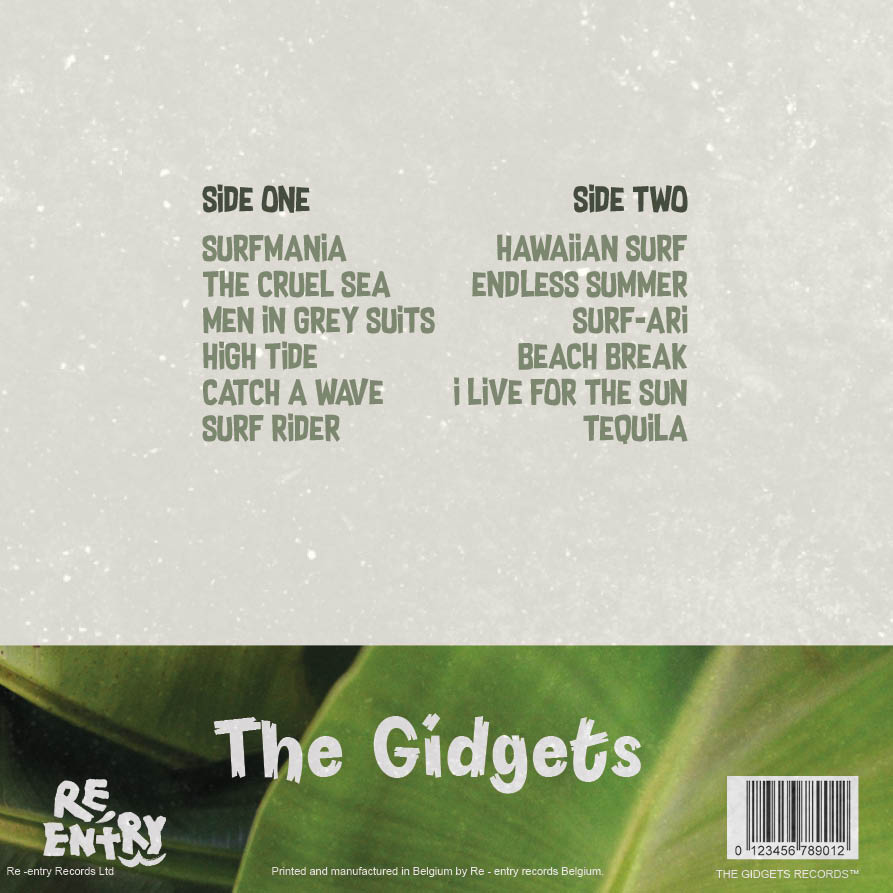 SiDE ONE
SURFMANiA
THE CRUEL SEA
MEN iN GREY SUiTS
HiGH TiDE
CATCH A WAVE
SURF RiDER
SiDE TWO
HAWAiiAN SURF
ENDLESS SUMMER
SURF-ARi
BEACH BREAK
i LiVE FOR THE SUN
TEQUiLA
The Gidgets
RE,
ENtRY
Re -entry Records Ltd
Printed and manufactured in Belgium by Re - entry records Belgium.
0 123456 789012
THE GIDGETS RECORDS™